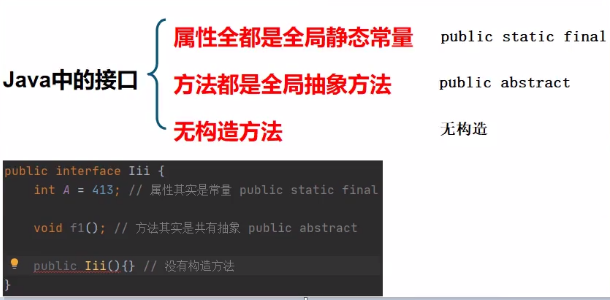 属性全都是全局静态常量 public static final
Java中的接口 方法都是全局抽象方法 public abstract
无构造方法 无构造
public interface Iii {
int A = 413; // 属性其实是常量 public static final
void f1(); // 方法其实是共有抽象 public abstract
public Iii(){} // 没有构造方法
}